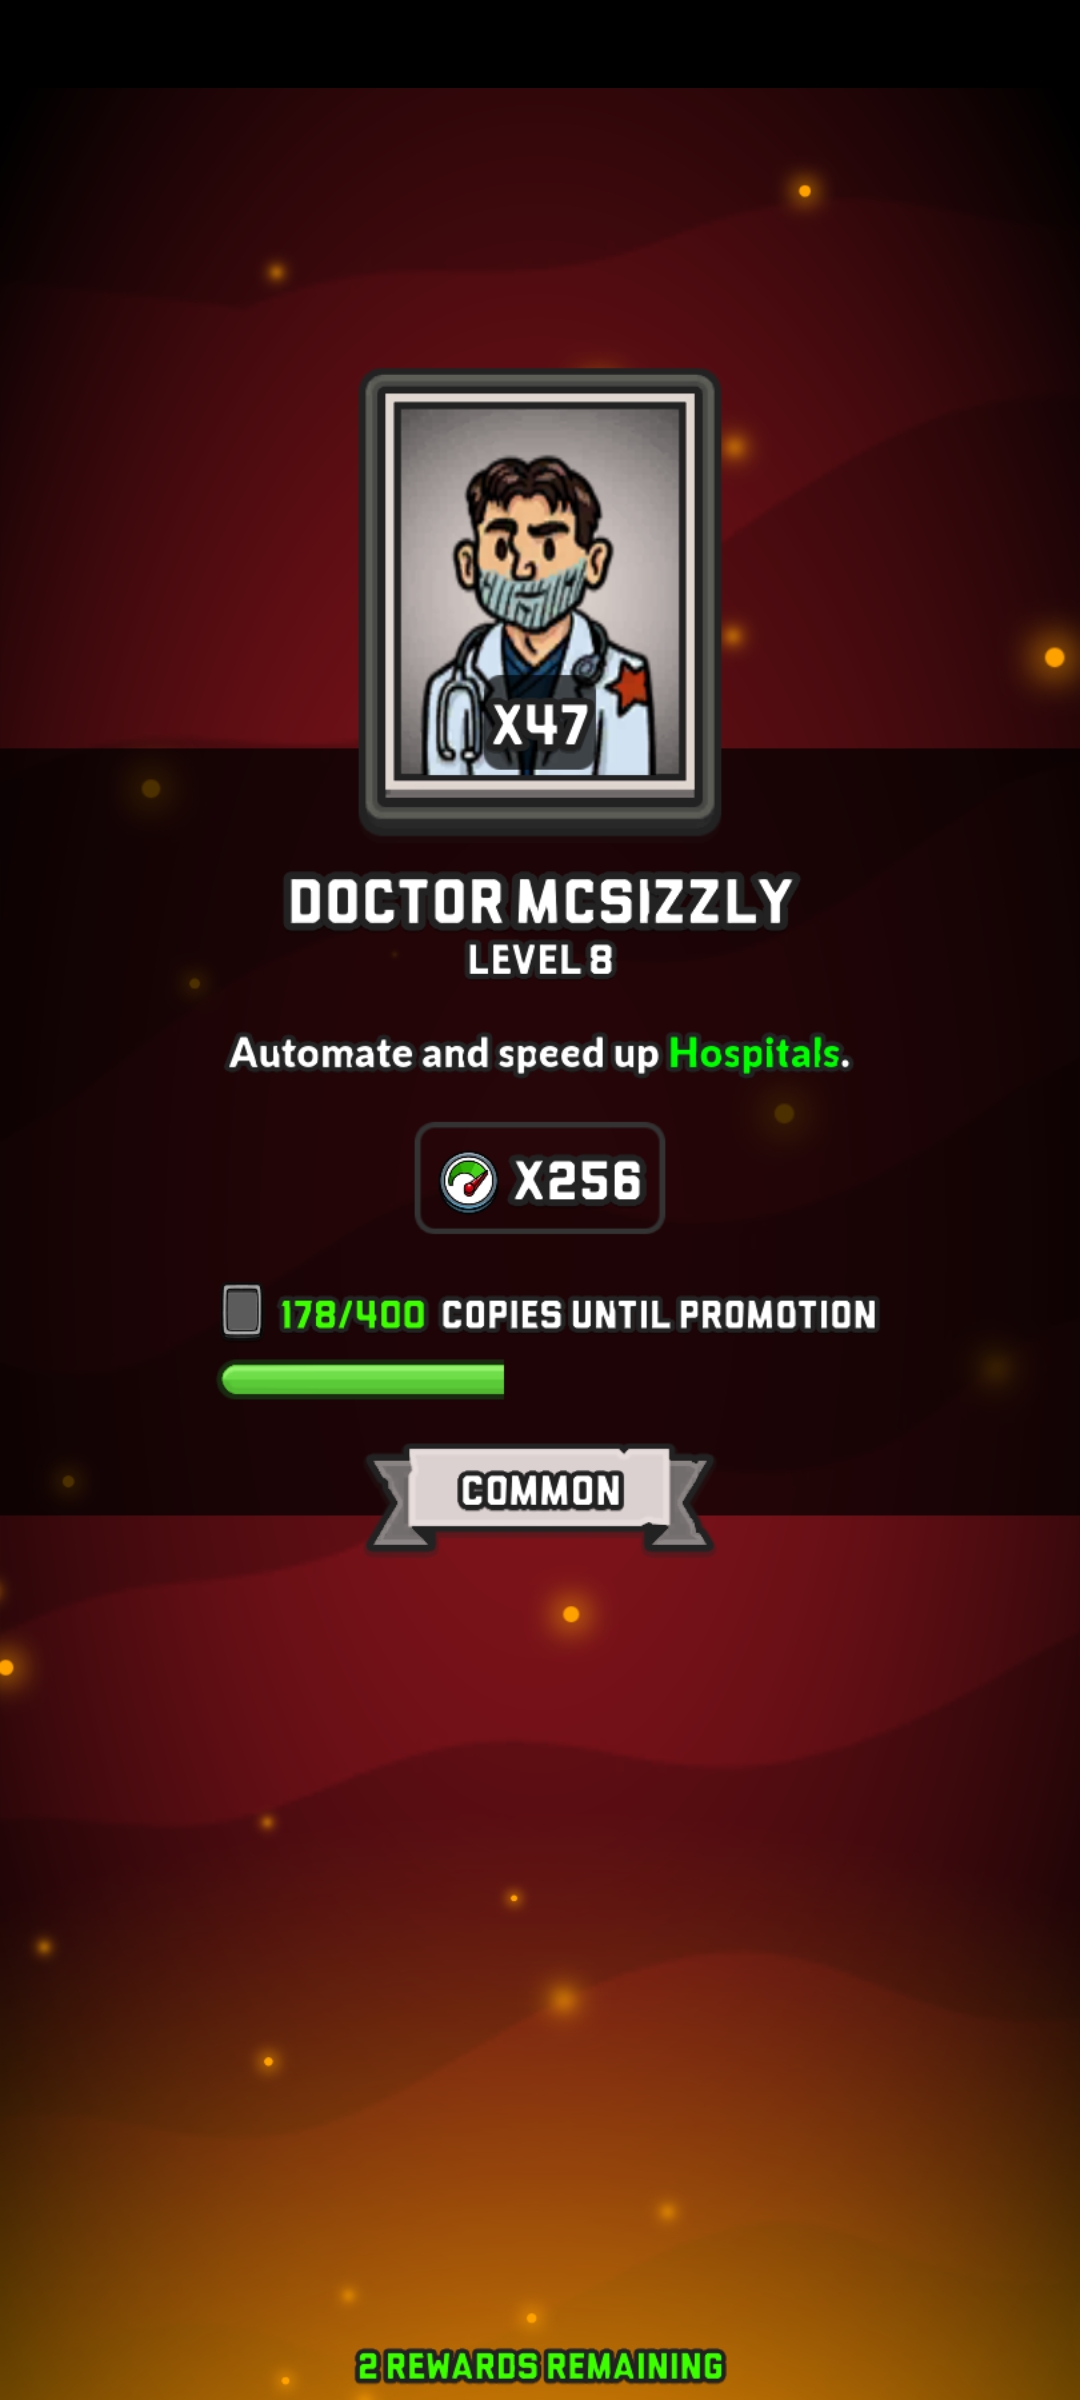 X47
DOCTOR MCSIZZLY
LEVEL 8
Automate and speed up Hospitals.
X256
178/400 COPIES UNTIL PROMOTION
COMMON
2 REWARDS REMAINING